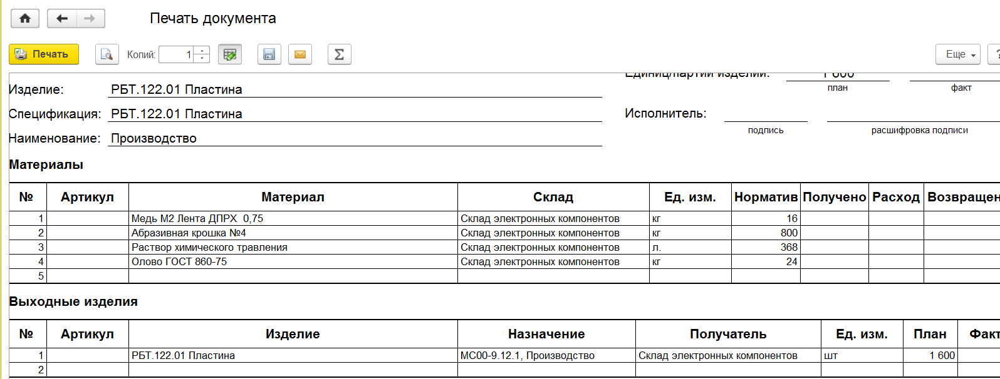 Печать документа
Печать Копий: 1 Σ Еще ?
Единиц/партий изделий: 1 600
план факт
Изделие: РБТ.122.01 Пластина
Спецификация: РБТ.122.01 Пластина
Исполнитель:
подпись расшифровка подписи
Наименование: Производство
Материалы
№ Артикул Материал Склад Ед. изм. Норматив Получено Расход Возвращен
1 Медь М2 Лента ДПРХ 0,75 Склад электронных компонентов кг 16
2 Абразивная крошка №4 Склад электронных компонентов кг 800
3 Раствор химического травления Склад электронных компонентов л. 368
4 Олово ГОСТ 860-75 Склад электронных компонентов кг 24
5
Выходные изделия
№ Артикул Изделие Назначение Получатель Ед. изм. План Факт
1 РБТ.122.01 Пластина МС00-9.12.1, Производство Склад электронных компонентов шт 1 600
2